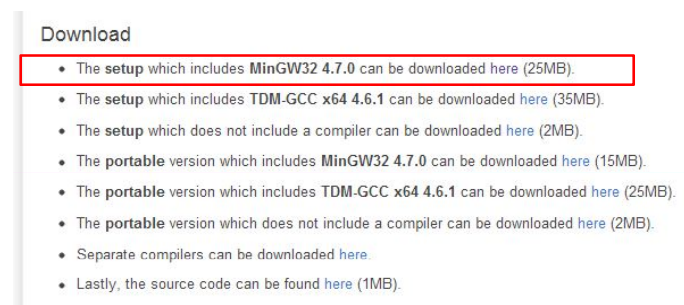 Download
The setup which includes MinGW32 4.7.0 can be downloaded here (25MB).
The setup which includes TDM-GCC x64 4.6.1 can be downloaded here (35MB).
The setup which does not include a compiler can be downloaded here (2MB).
The portable version which includes MinGW32 4.7.0 can be downloaded here (15MB).
The portable version which includes TDM-GCC x64 4.6.1 can be downloaded here (25MB).
The portable version which does not include a compiler can be downloaded here (2MB).
Separate compilers can be downloaded here.
Lastly, the source code can be found here (1MB).